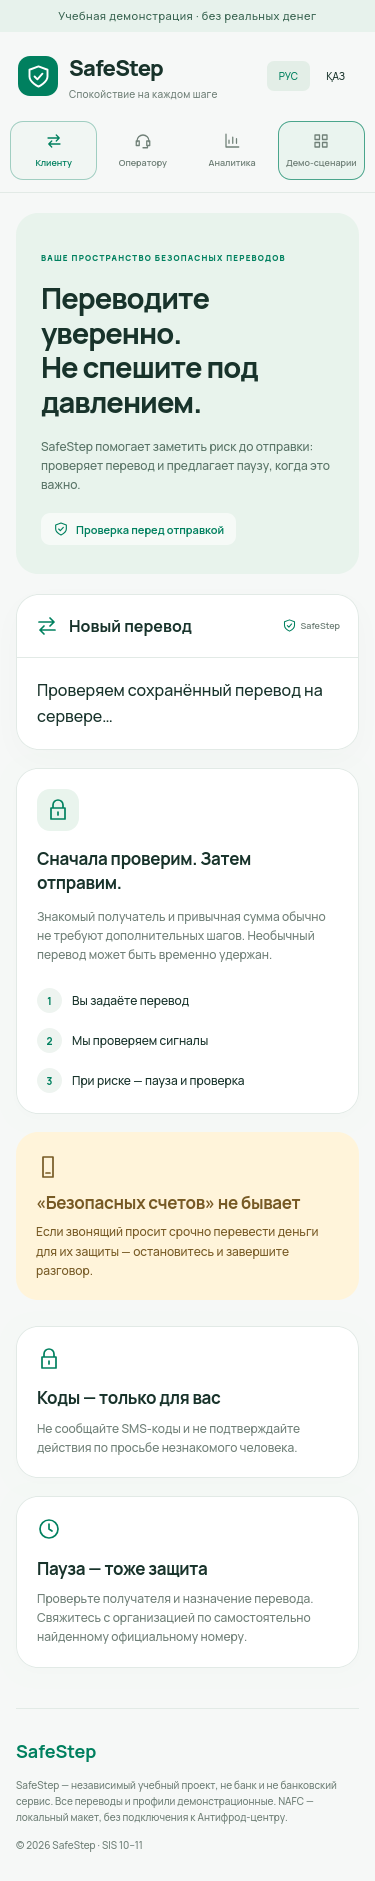 Учебная демонстрация · без реальных денег
SafeStep
Спокойствие на каждом шаге
РУС
ҚАЗ
Клиенту
Оператору
Аналитика
Демо-сценарии
ВАШЕ ПРОСТРАНСТВО БЕЗОПАСНЫХ ПЕРЕВОДОВ
Переводите
уверенно.
Не спешите под
давлением.
SafeStep помогает заметить риск до отправки:
проверяет перевод и предлагает паузу, когда это
важно.
Проверка перед отправкой
Новый перевод
SafeStep
Проверяем сохранённый перевод на
сервере…
Сначала проверим. Затем
отправим.
Знакомый получатель и привычная сумма обычно
не требуют дополнительных шагов. Необычный
перевод может быть временно удержан.
1 Вы задаёте перевод
2 Мы проверяем сигналы
3 При риске — пауза и проверка
«Безопасных счетов» не бывает
Если звонящий просит срочно перевести деньги
для их защиты — остановитесь и завершите
разговор.
Коды — только для вас
Не сообщайте SMS-коды и не подтверждайте
действия по просьбе незнакомого человека.
Пауза — тоже защита
Проверьте получателя и назначение перевода.
Свяжитесь с организацией по самостоятельно
найденному официальному номеру.
SafeStep
SafeStep — независимый учебный проект, не банк и не банковский
сервис. Все переводы и профили демонстрационные. NAFC —
локальный макет, без подключения к Антифрод-центру.
© 2026 SafeStep · SIS 10–11